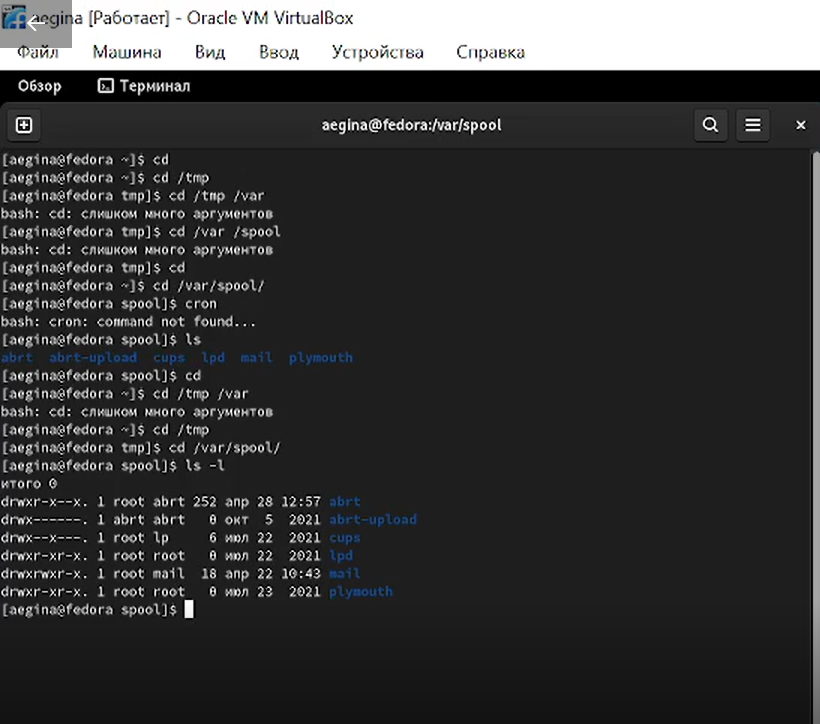 aegina [Работает] - Oracle VM VirtualBox
Файл Машина Вид Ввод Устройства Справка
Обзор Терминал
aegina@fedora:/var/spool
[aegina@fedora ~]$ cd
[aegina@fedora ~]$ cd /tmp
[aegina@fedora tmp]$ cd /tmp /var
bash: cd: слишком много аргументов
[aegina@fedora tmp]$ cd /var /spool
bash: cd: слишком много аргументов
[aegina@fedora tmp]$ cd
[aegina@fedora ~]$ cd /var/spool/
[aegina@fedora spool]$ cron
bash: cron: command not found...
[aegina@fedora spool]$ ls
abrt abrt-upload cups lpd mail plymouth
[aegina@fedora spool]$ cd
[aegina@fedora ~]$ cd /tmp /var
bash: cd: слишком много аргументов
[aegina@fedora ~]$ cd /tmp
[aegina@fedora tmp]$ cd /var/spool/
[aegina@fedora spool]$ ls -l
итого 0
drwxr-x--x. 1 root abrt 252 апр 28 12:57 abrt
drwx------. 1 abrt abrt 0 окт 5 2021 abrt-upload
drwx--x---. 1 root lp 6 июл 22 2021 cups
drwxr-xr-x. 1 root root 0 июл 22 2021 lpd
drwxrwxr-x. 1 root mail 18 апр 22 10:43 mail
drwxr-xr-x. 1 root root 0 июл 23 2021 plymouth
[aegina@fedora spool]$